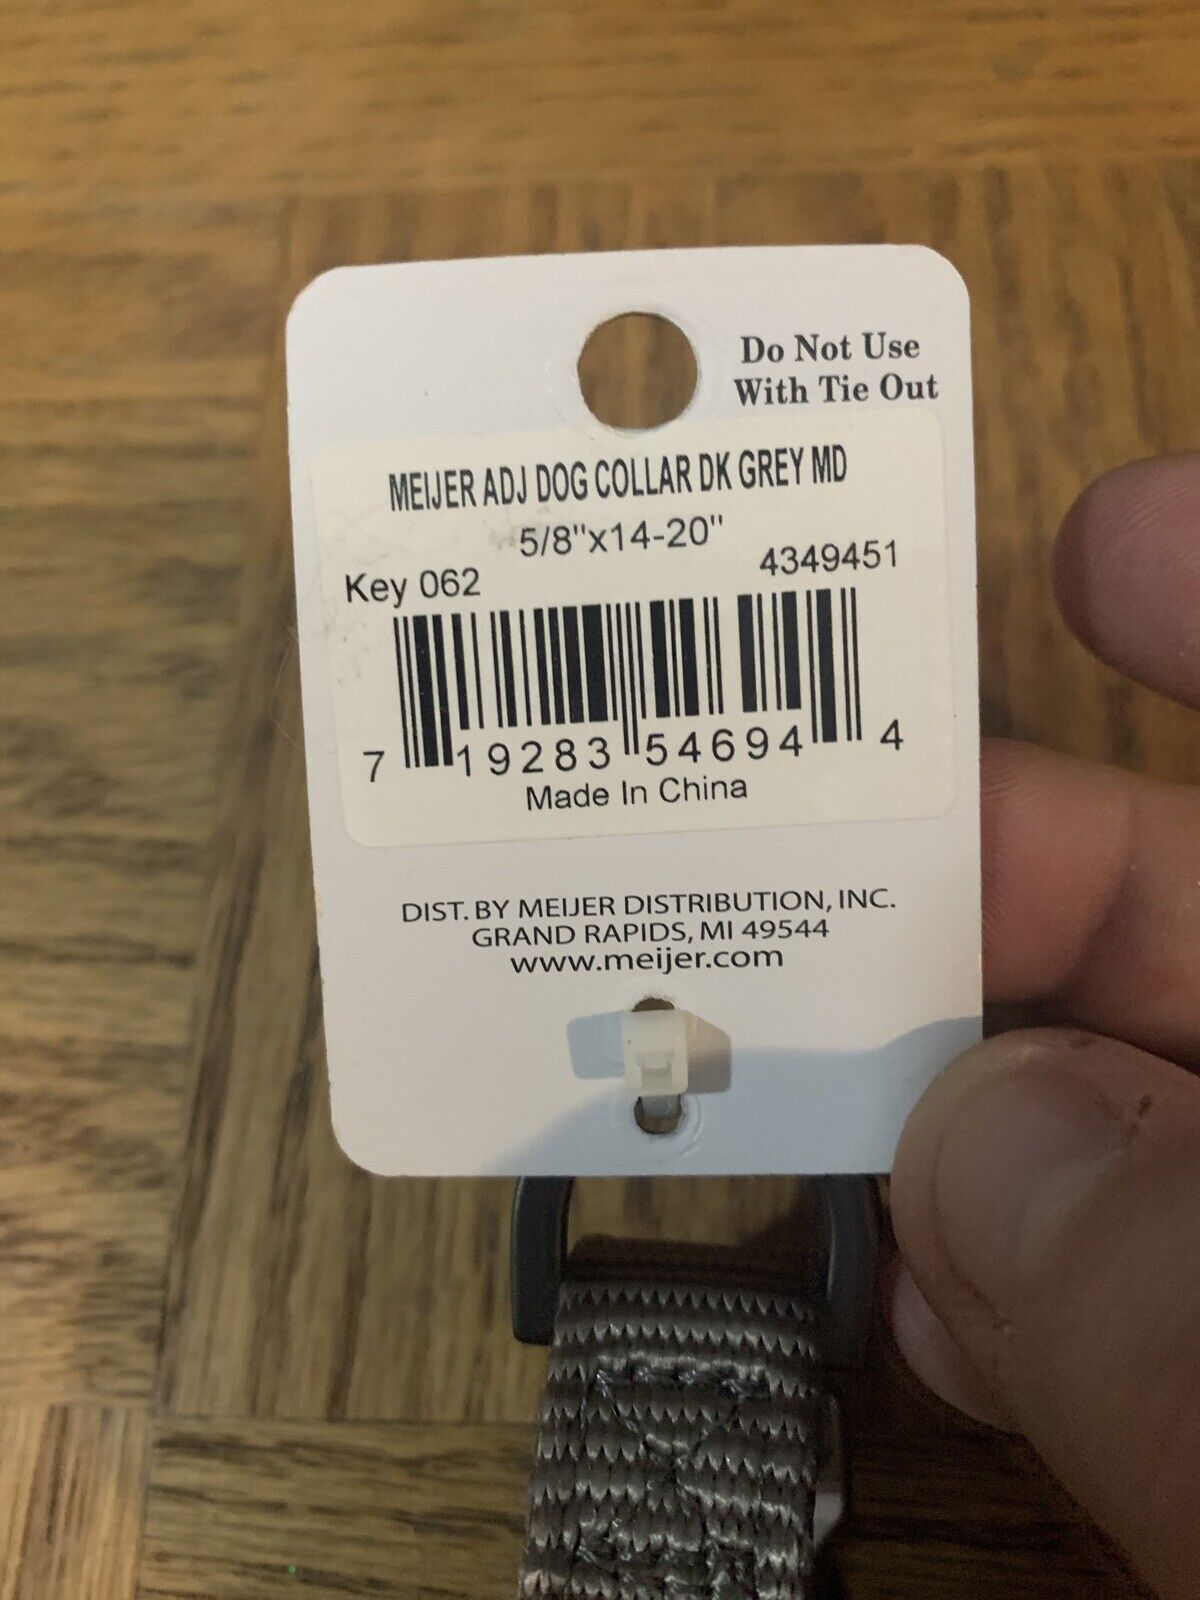 Do Not Use
With Tie Out
MEIJER ADJ DOG COLLAR DK GREY MD
5/8"x14-20"
Key 062 4349451
7 19283 54694 4
Made In China
DIST. BY MEIJER DISTRIBUTION, INC.
GRAND RAPIDS, MI 49544
www.meijer.com